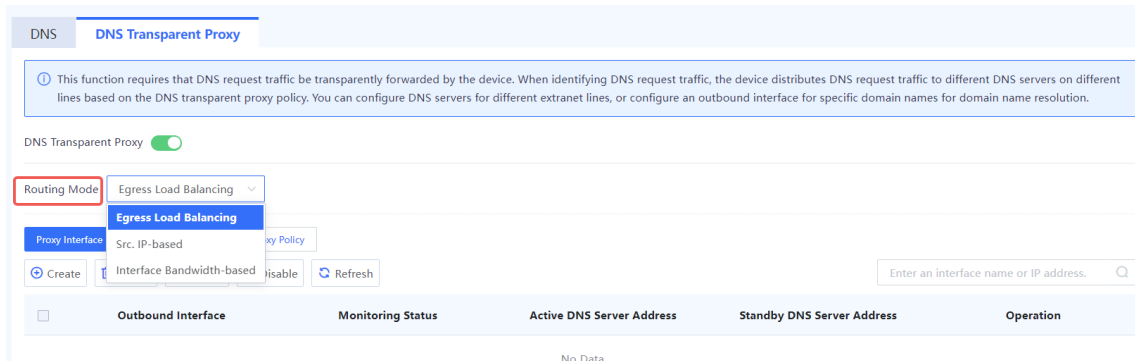 DNS
DNS Transparent Proxy
This function requires that DNS request traffic be transparently forwarded by the device. When identifying DNS request traffic, the device distributes DNS request traffic to different DNS servers on different
lines based on the DNS transparent proxy policy. You can configure DNS servers for different extranet lines, or configure an outbound interface for specific domain names for domain name resolution.
DNS Transparent Proxy
Routing Mode Egress Load Balancing
Egress Load Balancing
Src. IP-based
Interface Bandwidth-based
Proxy Interface xy Policy
Create isable Refresh Enter an interface name or IP address.
Outbound Interface Monitoring Status Active DNS Server Address Standby DNS Server Address Operation
No Data